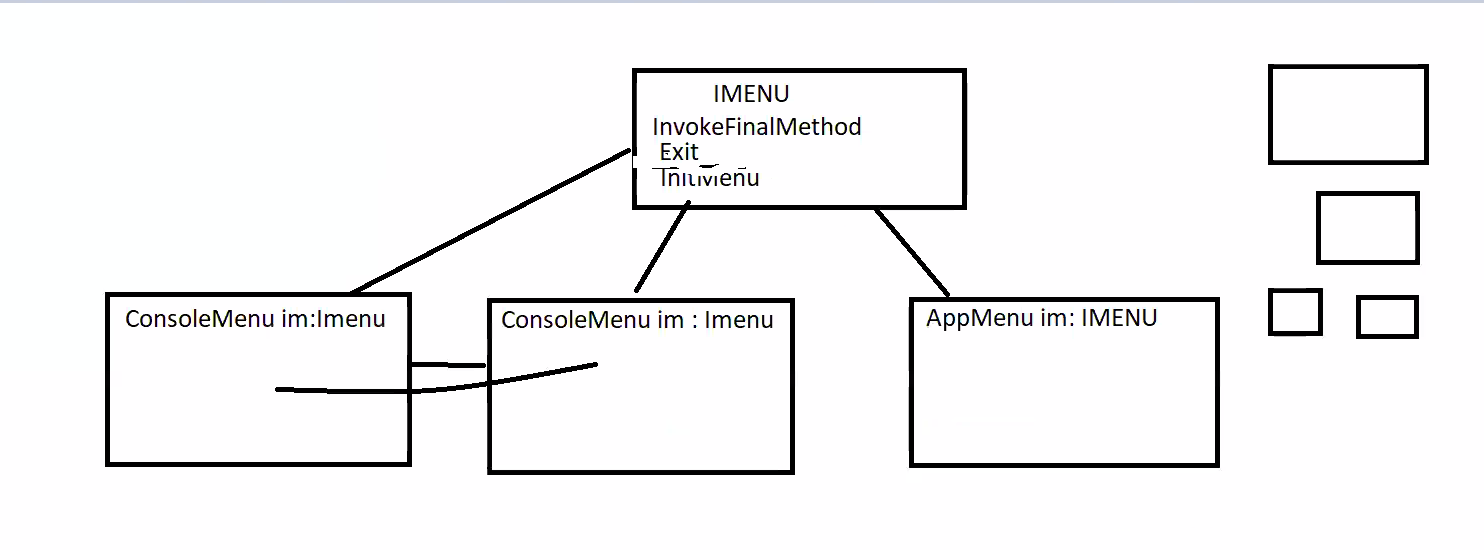 IMENU
InvokeFinalMethod
Exit
InitMenu
ConsoleMenu im:Imenu
ConsoleMenu im : Imenu
AppMenu im: IMENU